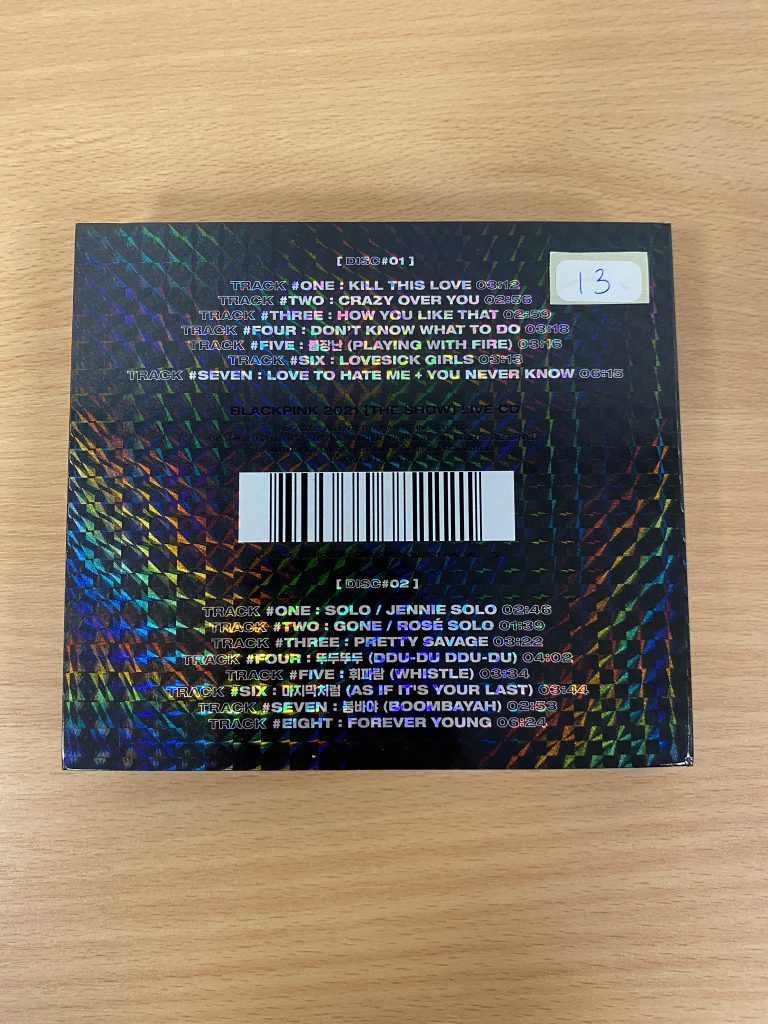 [ DISC#01 ]
13
TRACK #ONE : KILL THIS LOVE 03:12
TRACK #TWO : CRAZY OVER YOU 02:56
TRACK #THREE : HOW YOU LIKE THAT 02:59
TRACK #FOUR : DON'T KNOW WHAT TO DO 03:18
TRACK #FIVE : 불장난 (PLAYING WITH FIRE) 03:16
TRACK #SIX : LOVESICK GIRLS 03:13
TRACK #SEVEN : LOVE TO HATE ME + YOU NEVER KNOW 06:15
BLACKPINK 2021 [THE SHOW] LIVE CD
[ DISC#02 ]
TRACK #ONE : SOLO / JENNIE SOLO 02:46
TRACK #TWO : GONE / ROSÉ SOLO 01:39
TRACK #THREE : PRETTY SAVAGE 03:22
TRACK #FOUR : 뚜두뚜두 (DDU-DU DDU-DU) 04:02
TRACK #FIVE : 휘파람 (WHISTLE) 03:34
TRACK #SIX : 마지막처럼 (AS IF IT'S YOUR LAST) 03:44
TRACK #SEVEN : 붐바야 (BOOMBAYAH) 02:53
TRACK #EIGHT : FOREVER YOUNG 06:24